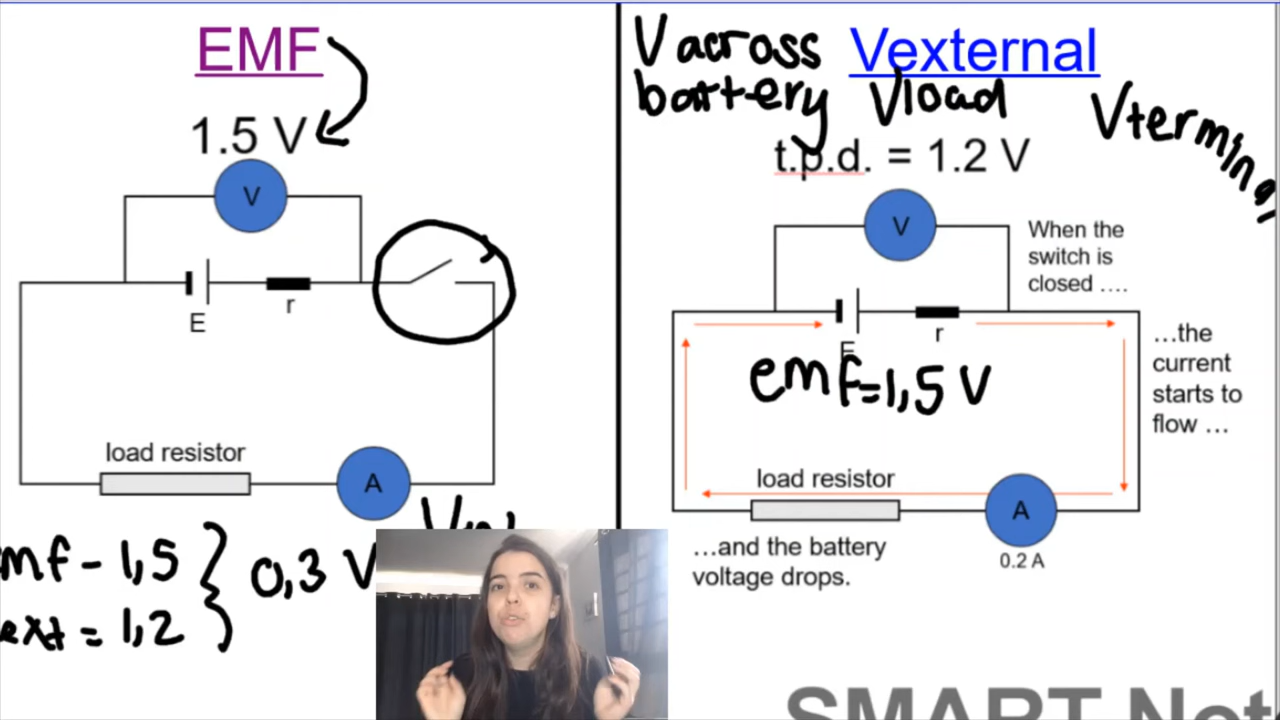 EMF
1.5 V
V
E
r
load resistor
A
mf - 1,5
ext = 1,2
0,3 V
V across
battery
Vexternal
Vload
Vtermina
t.p.d. = 1.2 V
V
When the
switch is
closed ….
E
r
emf=1,5 V
…the
current
starts to
flow …
load resistor
A
0.2 A
…and the battery
voltage drops.
SMART Not